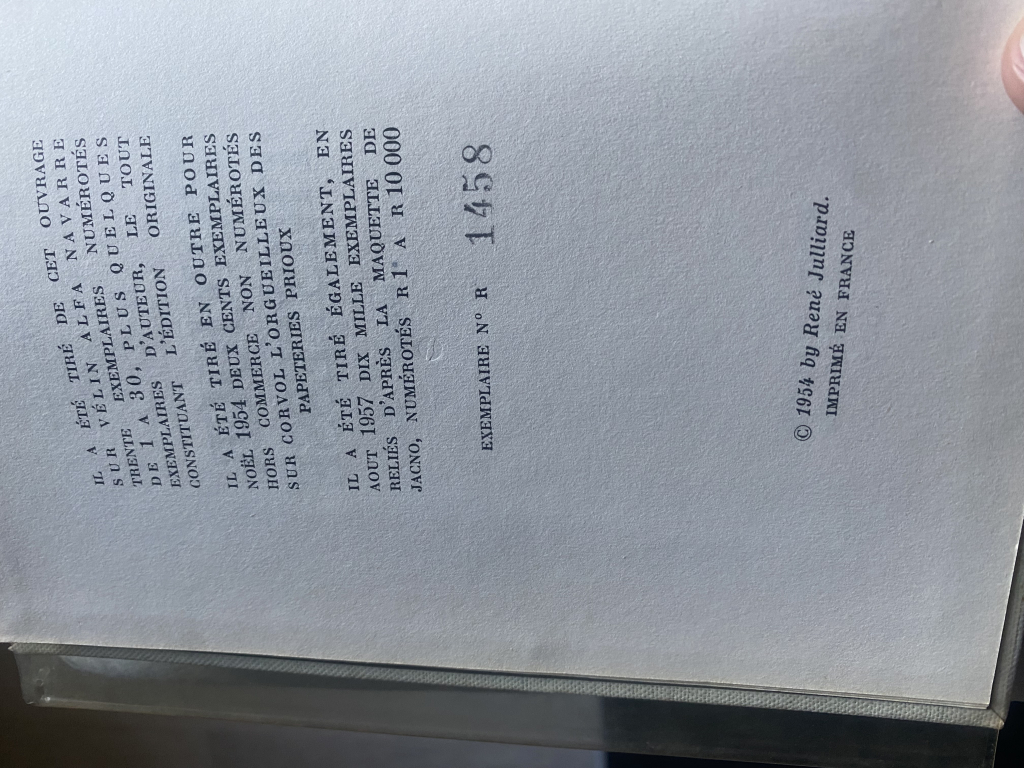 IL A ÉTÉ TIRÉ DE CET OUVRAGE
SUR VÉLIN ALFA NAVARRE
TRENTE EXEMPLAIRES NUMÉROTÉS
DE 1 A 30, PLUS QUELQUES
EXEMPLAIRES D'AUTEUR, LE TOUT
CONSTITUANT L'ÉDITION ORIGINALE
IL A ÉTÉ TIRÉ EN OUTRE POUR
NOËL 1954 DEUX CENTS EXEMPLAIRES
HORS COMMERCE NON NUMÉROTÉS
SUR CORVOL L'ORGUEILLEUX DES
PAPETERIES PRIOUX
IL A ÉTÉ TIRÉ ÉGALEMENT, EN
AOUT 1957 DIX MILLE EXEMPLAIRES
RELIÉS D'APRÈS LA MAQUETTE DE
JACNO, NUMÉROTÉS R 1 A R 10 000
EXEMPLAIRE Nº R 1458
© 1954 by René Julliard.
IMPRIMÉ EN FRANCE